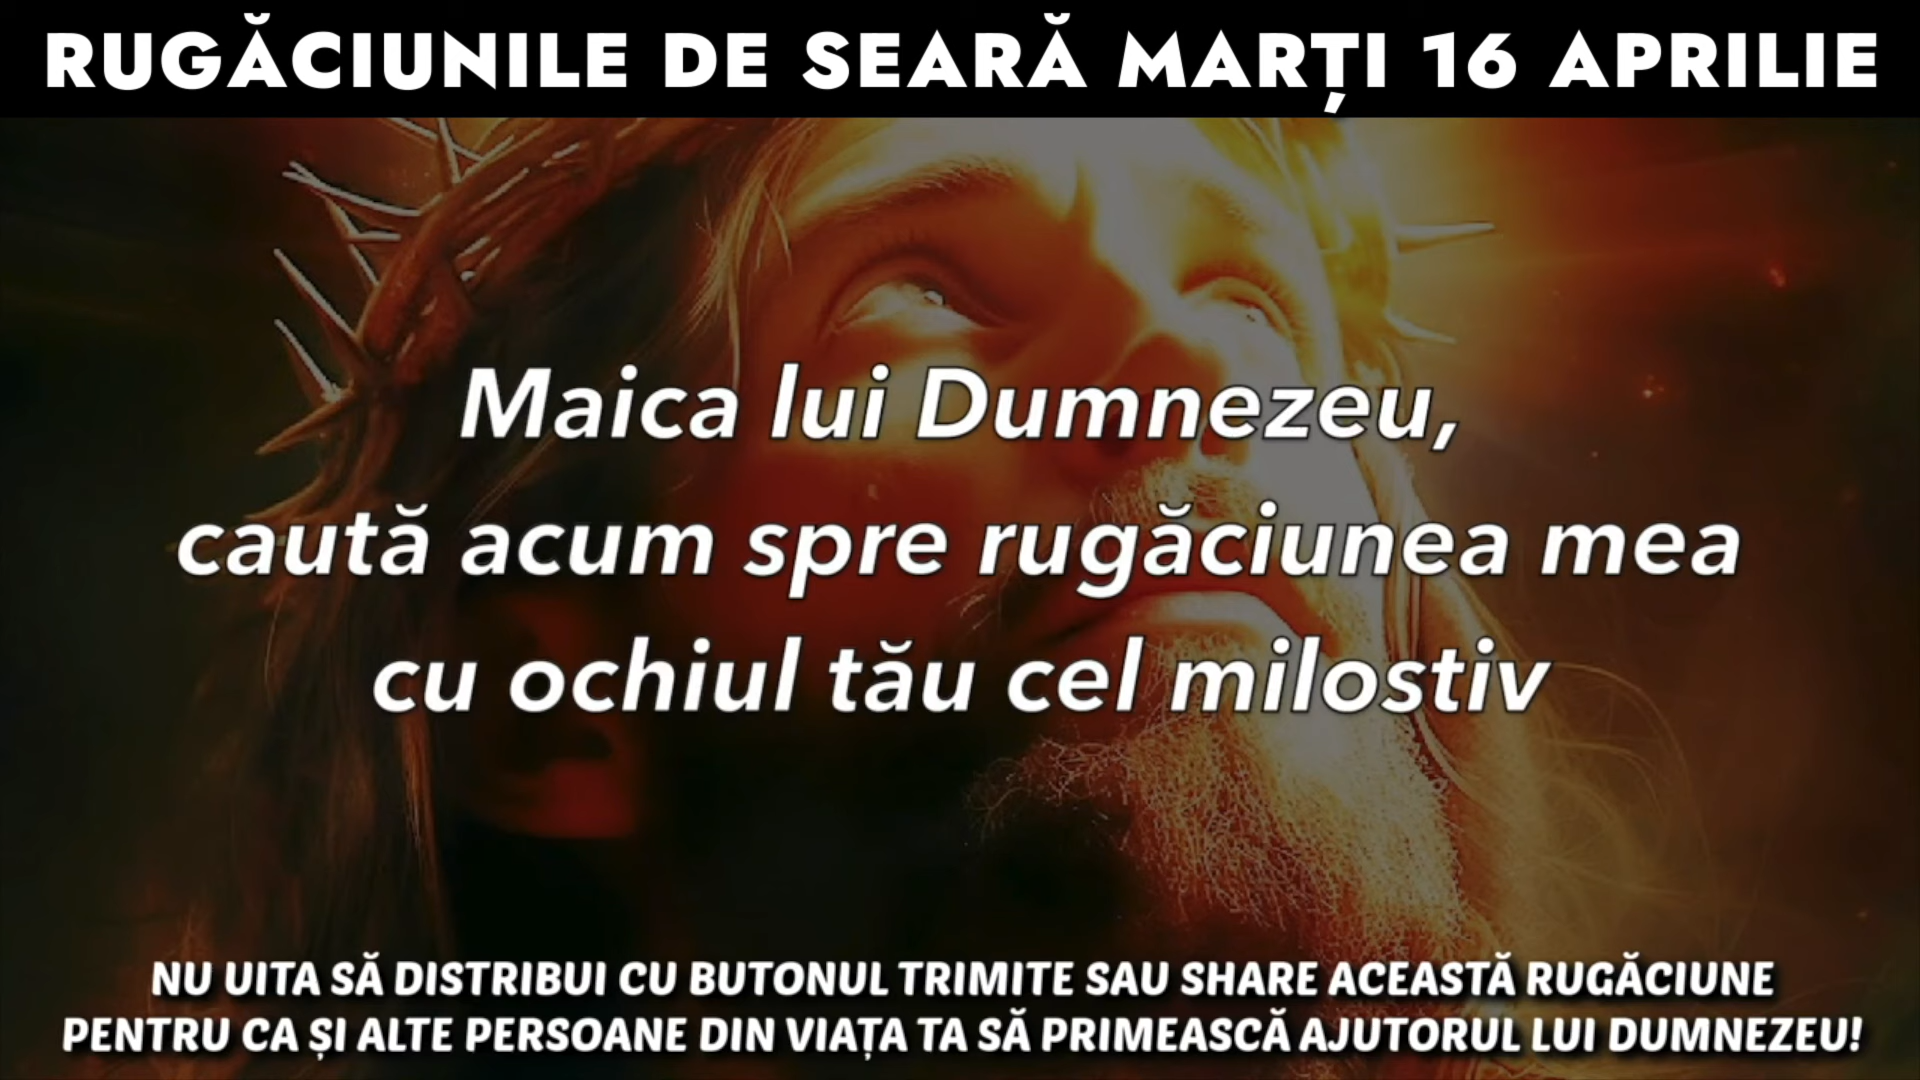 RUGĂCIUNILE DE SEARĂ MARȚI 16 APRILIE
Maica lui Dumnezeu,
caută acum spre rugăciunea mea
cu ochiul tău cel milostiv
NU UITA SĂ DISTRIBUI CU BUTONUL TRIMITE SAU SHARE ACEASTĂ RUGĂCIUNE
PENTRU CA ȘI ALTE PERSOANE DIN VIAȚA TA SĂ PRIMEASCĂ AJUTORUL LUI DUMNEZEU!